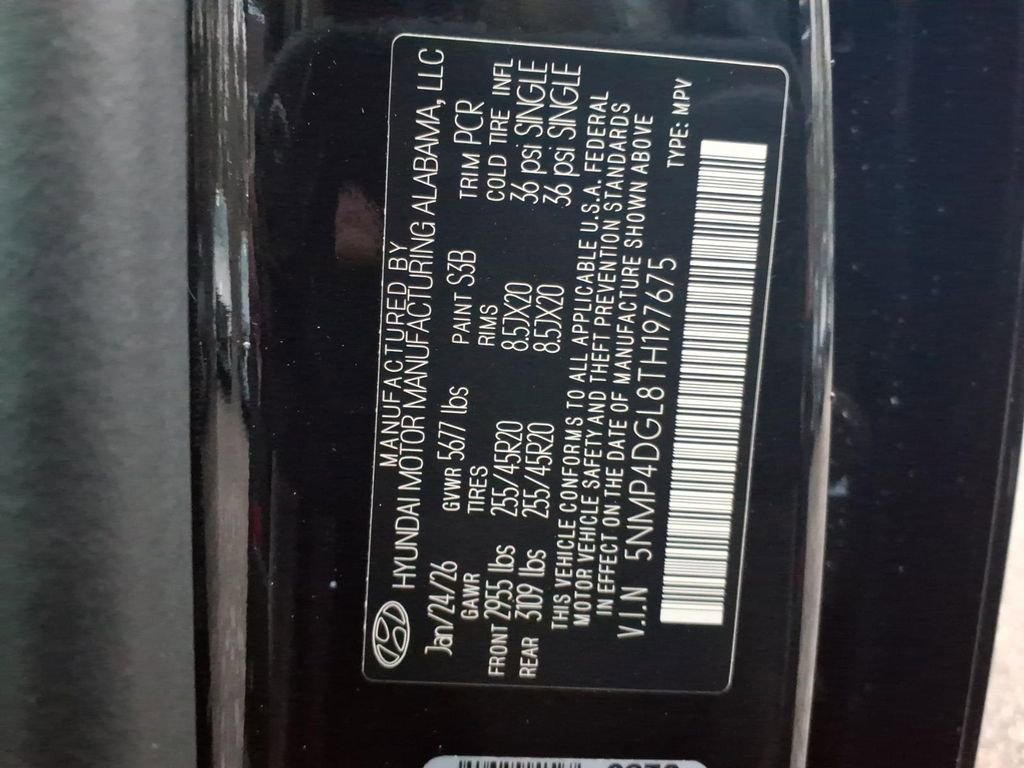 MANUFACTURED BY
HYUNDAI MOTOR MANUFACTURING ALABAMA, LLC
Jan/24/26 GVWR 5677 lbs PAINT S3B TRIM PCR
GAWR TIRES RIMS COLD TIRE INFL
FRONT 2955 lbs 255/45R20 8.5JX20 36 psi SINGLE
REAR 3109 lbs 255/45R20 8.5JX20 36 psi SINGLE
THIS VEHICLE CONFORMS TO ALL APPLICABLE U.S.A. FEDERAL
MOTOR VEHICLE SAFETY AND THEFT PREVENTION STANDARDS
IN EFFECT ON THE DATE OF MANUFACTURE SHOWN ABOVE
V.I.N 5NMP4DGL8TH197675 TYPE: MPV